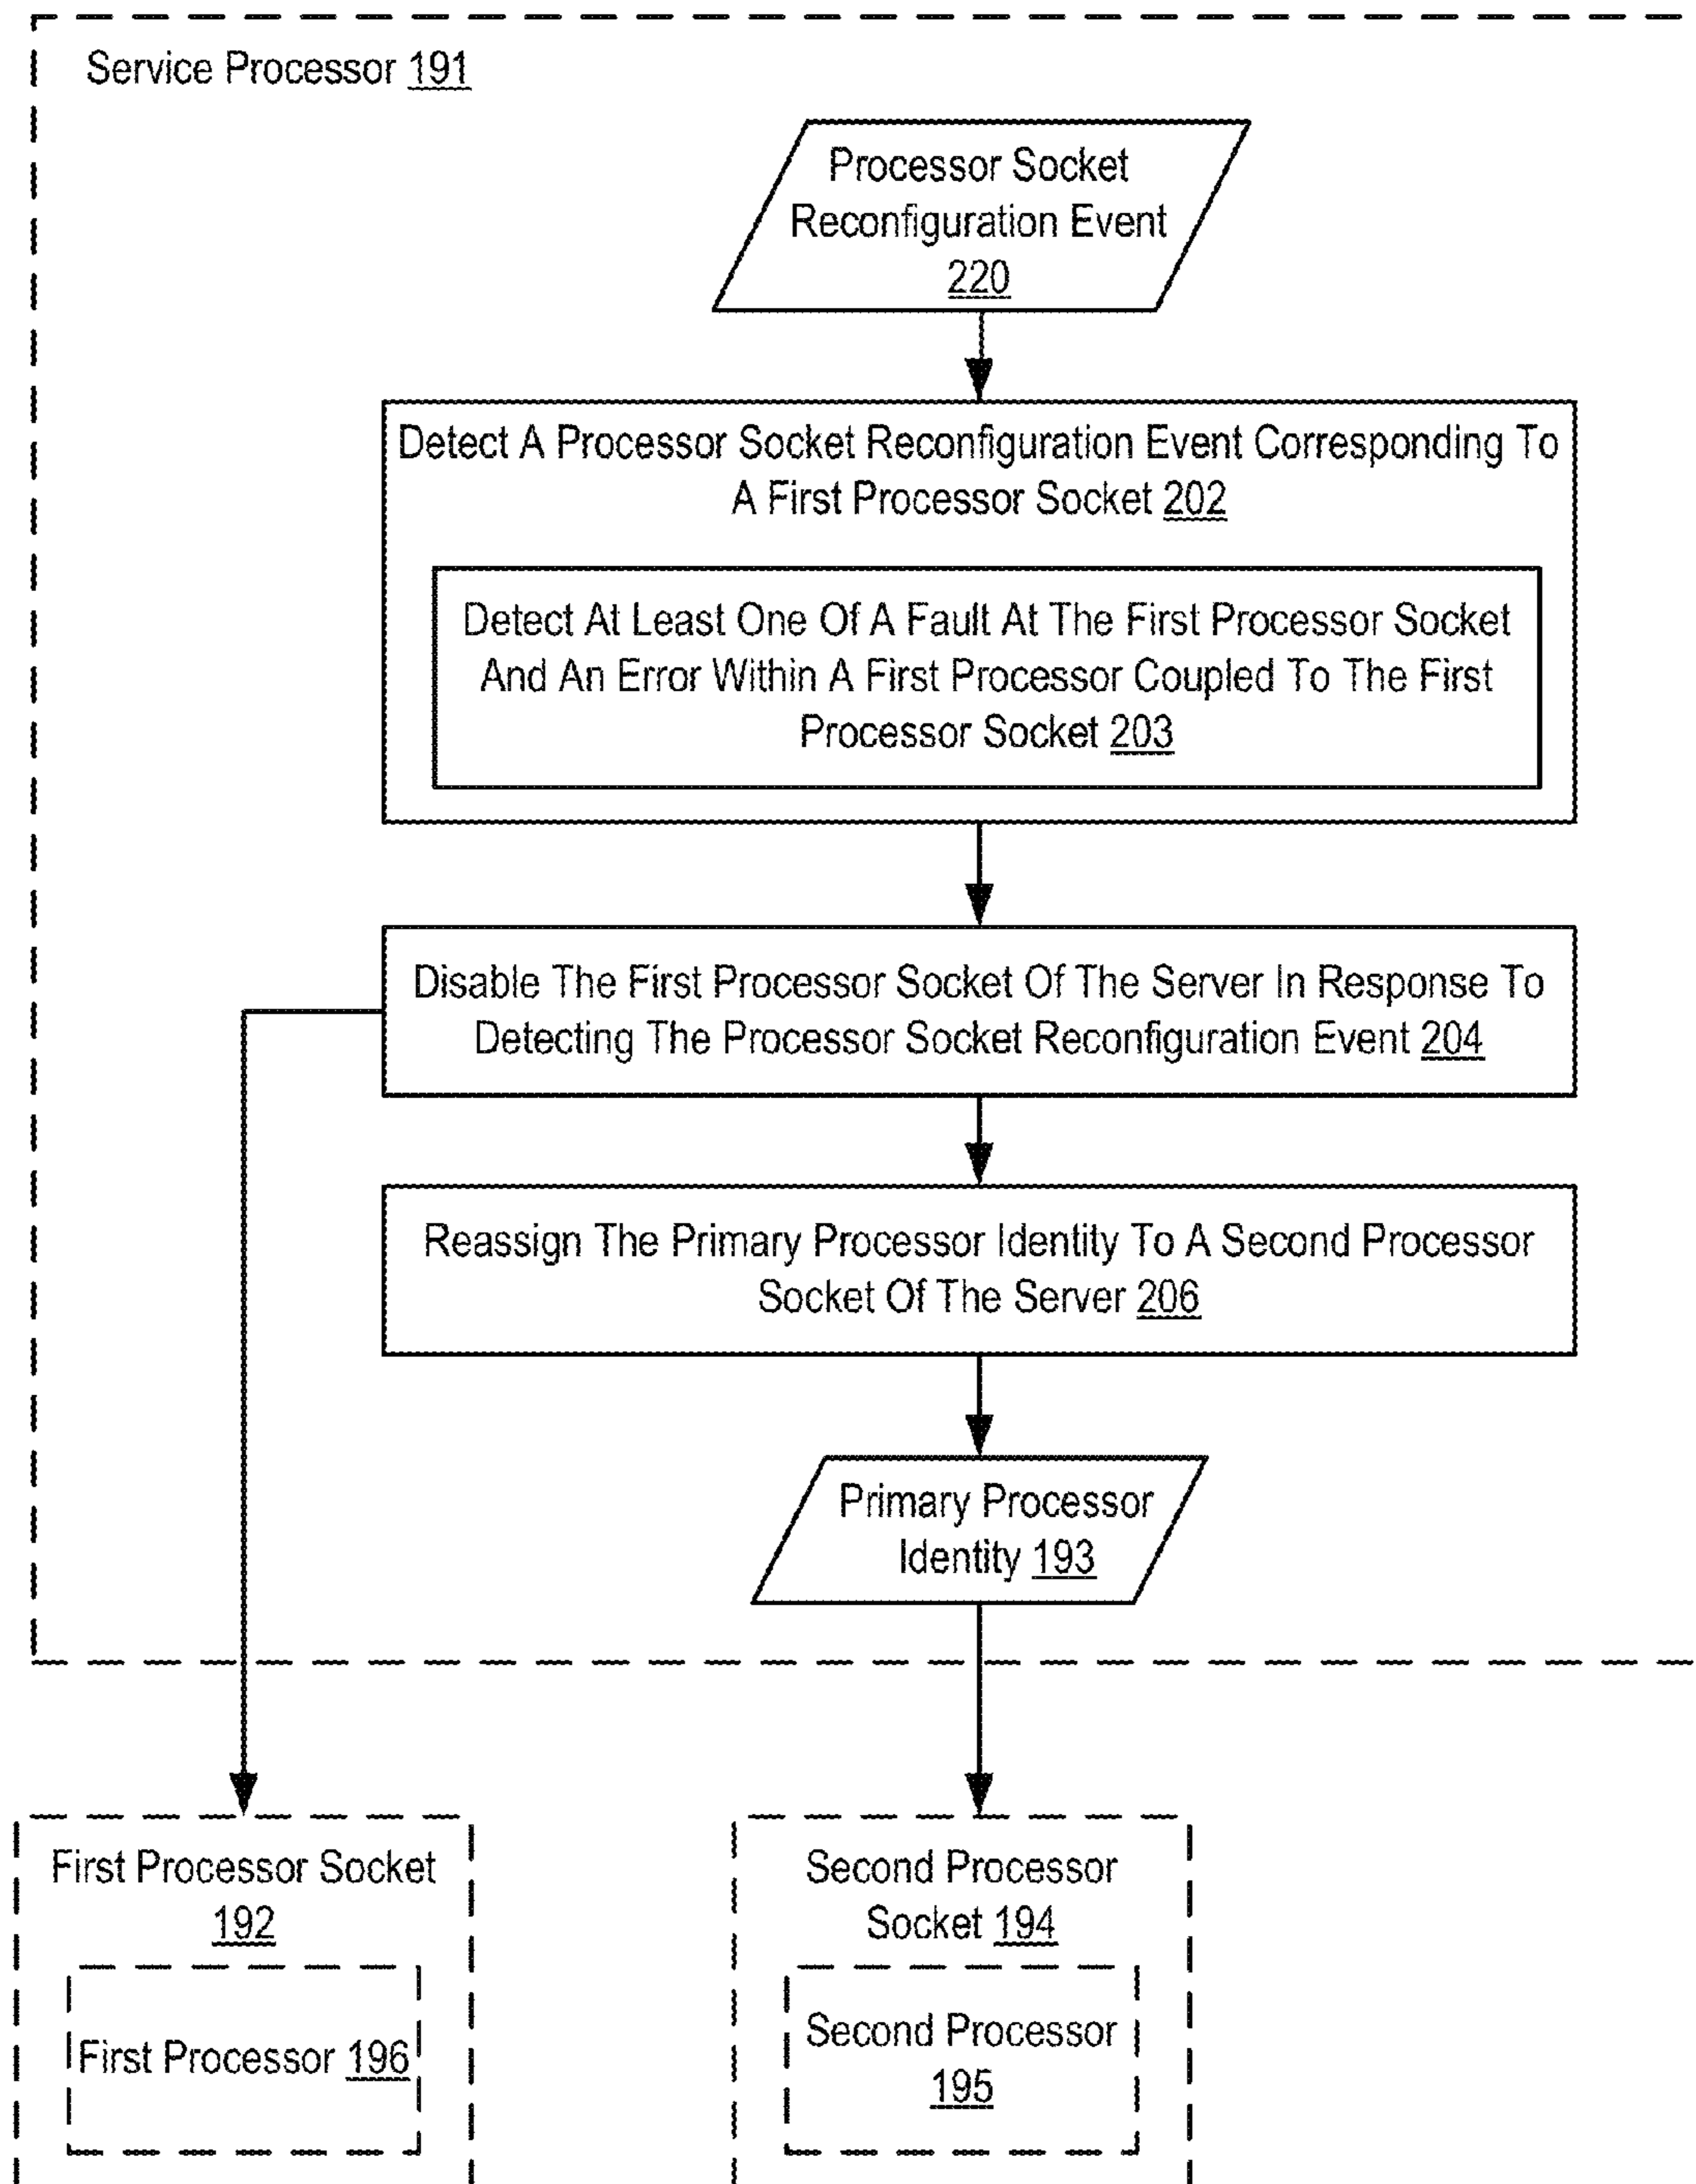 Service Processor 191
Processor Socket
Reconfiguration Event
220
Detect A Processor Socket Reconfiguration Event Corresponding To
A First Processor Socket 202
Detect At Least One Of A Fault At The First Processor Socket
And An Error Within A First Processor Coupled To The First
Processor Socket 203
Disable The First Processor Socket Of The Server In Response To
Detecting The Processor Socket Reconfiguration Event 204
Reassign The Primary Processor Identity To A Second Processor
Socket Of The Server 206
Primary Processor
Identity 193
First Processor Socket
192
First Processor 196
Second Processor
Socket 194
Second Processor
195